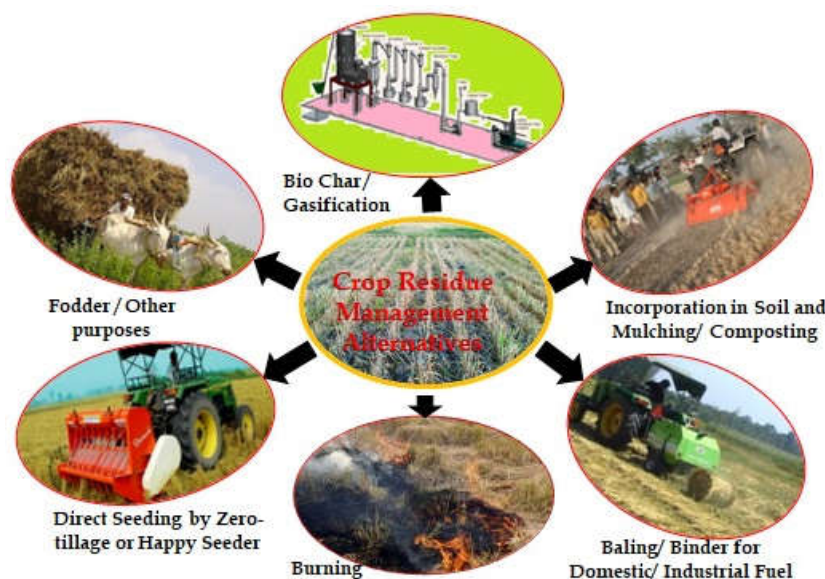 Bio Char/
Gasification
Crop Residue
Management
Alternatives
Fodder / Other
purposes
Incorporation in Soil and
Mulching/ Composting
Direct Seeding by Zero-
tillage or Happy Seeder
Burning
Baling/ Binder for
Domestic/ Industrial Fuel